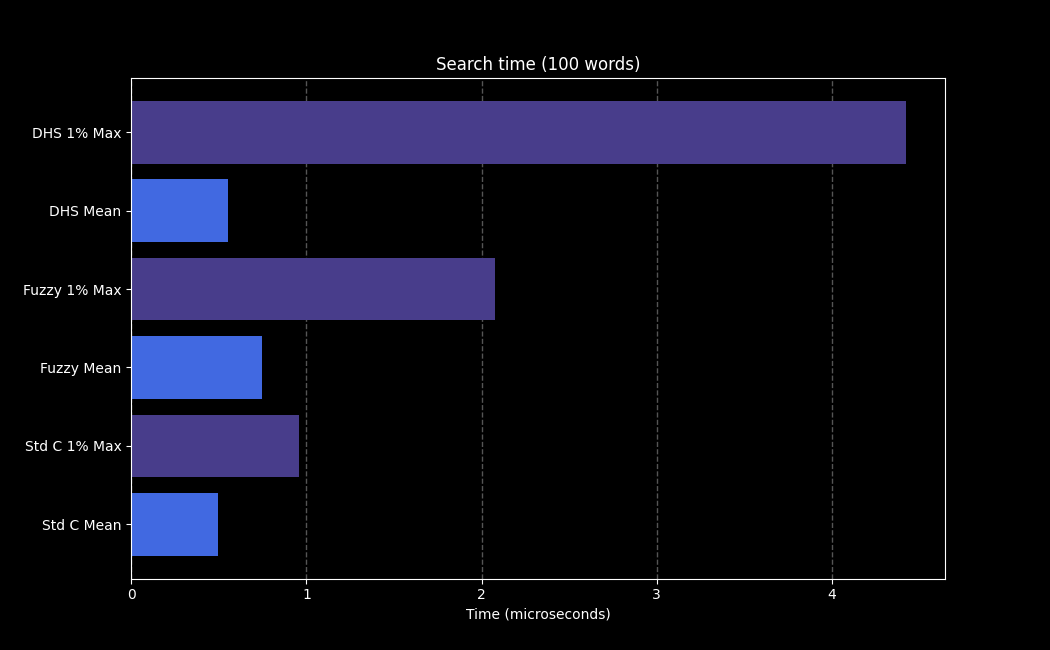 Search time (100 words)
DHS 1% Max
DHS Mean
Fuzzy 1% Max
Fuzzy Mean
Std C 1% Max
Std C Mean
0 1 2 3 4
Time (microseconds)